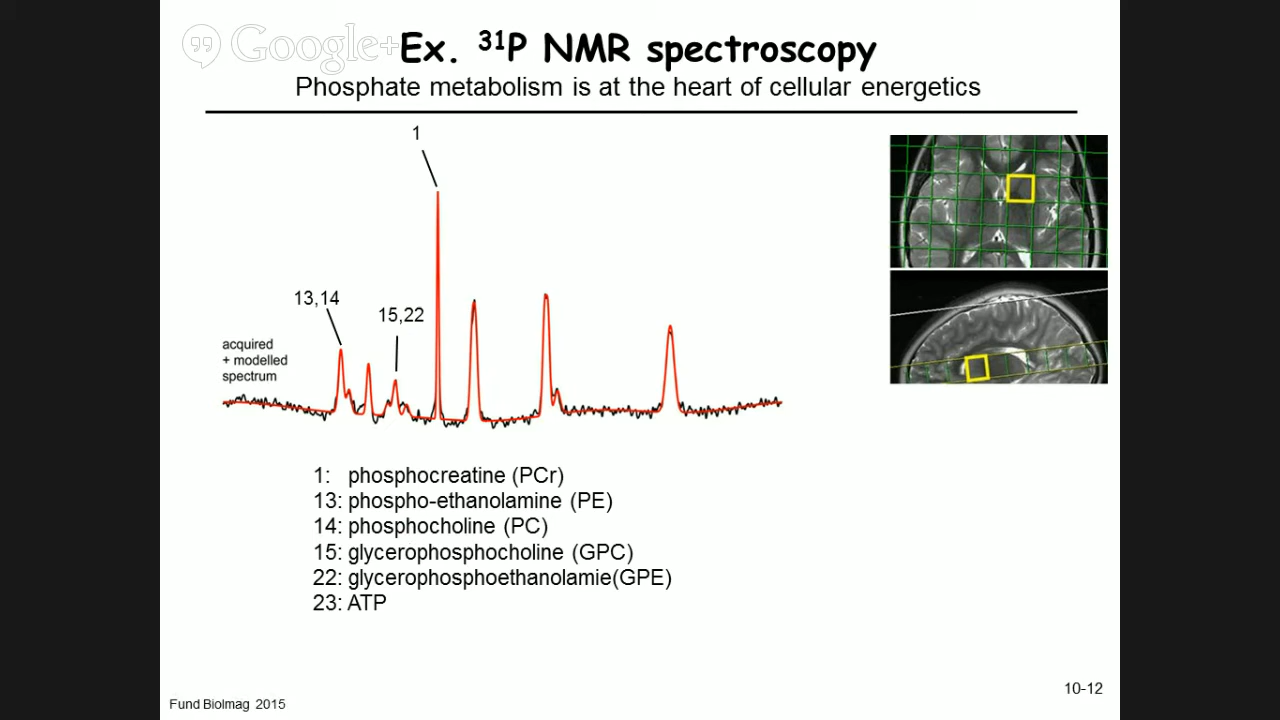 Google+
Ex. ³¹P NMR spectroscopy
Phosphate metabolism is at the heart of cellular energetics
1
13,14
15,22
acquired
+ modelled
spectrum
1: phosphocreatine (PCr)
13: phospho-ethanolamine (PE)
14: phosphocholine (PC)
15: glycerophosphocholine (GPC)
22: glycerophosphoethanolamie(GPE)
23: ATP
10-12
Fund BioImag 2015